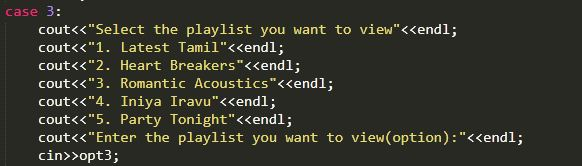 case 3:
cout<<"Select the playlist you want to view"<<endl;
cout<<"1. Latest Tamil"<<endl;
cout<<"2. Heart Breakers"<<endl;
cout<<"3. Romantic Acoustics"<<endl;
cout<<"4. Iniya Iravu"<<endl;
cout<<"5. Party Tonight"<<endl;
cout<<"Enter the playlist you want to view(option):"<<endl;
cin>>opt3;